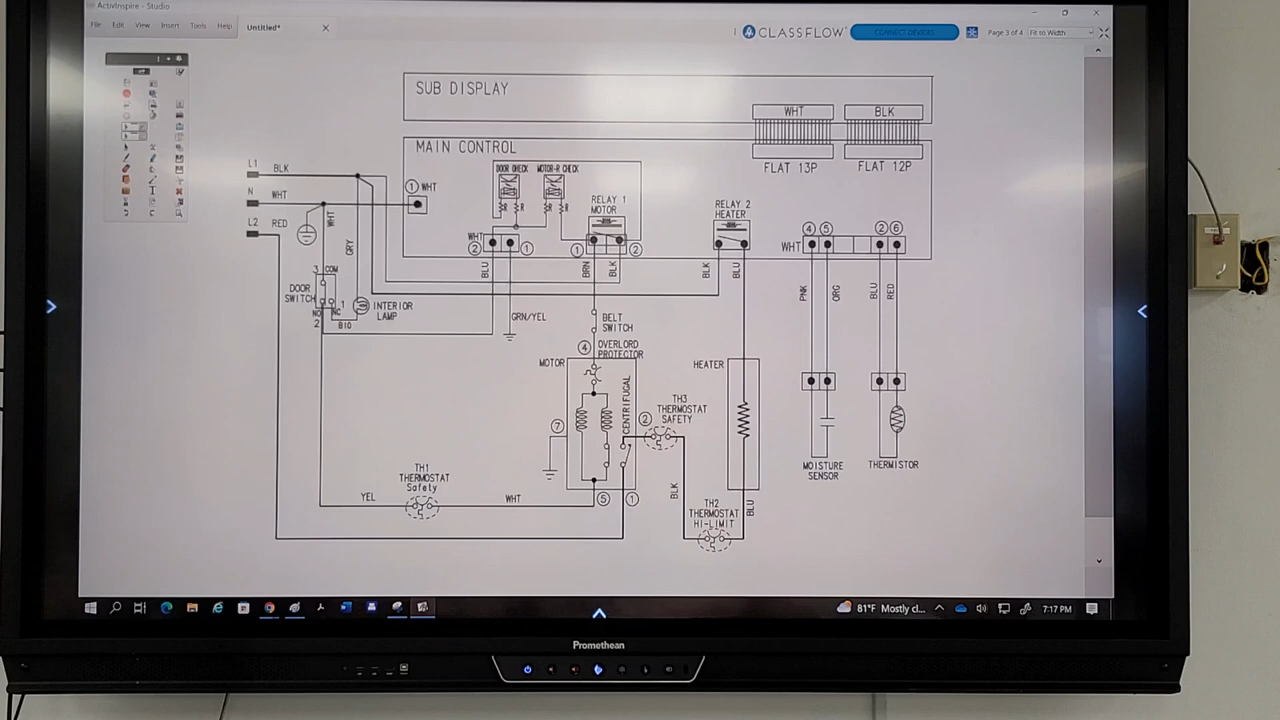 ActivInspire - Studio
File Edit View Insert Tools Help Untitled*
CLASSFLOW CONNECT DEVICES Page 3 of 4 Fit to Width
SUB DISPLAY
WHT BLK
MAIN CONTROL
FLAT 13P FLAT 12P
L1 BLK
DOOR CHECK MOTOR-R CHECK
1 WHT
N WHT
R R R R
RELAY 1
MOTOR
RELAY 2
HEATER
L2 RED
WHT
GRY
WHT
2 1 1 2
WHT 4 5 2 6
BLU BRN BLK BLK BLU
3 COM
DOOR
SWITCH
NO NC 1
2 B10
INTERIOR
LAMP
GRN/YEL
PNK ORG BLU RED
BELT
SWITCH
4 OVERLORD
PROTECTOR
MOTOR
HEATER
CENTRIFUGAL
7
2
TH3
THERMOSTAT
SAFETY
MOISTURE
SENSOR
THERMISTOR
TH1
THERMOSTAT
Safety
YEL WHT
5 1
BLK
TH2
THERMOSTAT
HI-LIMIT
BLU
81°F Mostly cl... 7:17 PM
Promethean